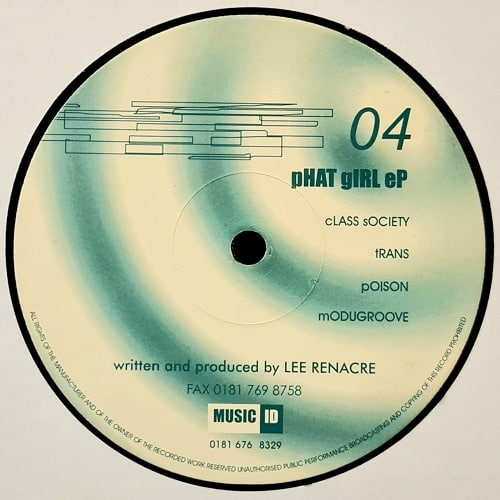 04
pHAT gIRL eP
cLASS sOCIETY
tRANS
pOISON
mODUGROOVE
written and produced by LEE RENACRE
FAX 0181 769 8758
MUSIC ID
0181 676 8329
ALL RIGHTS OF THE MANUFACTURER AND OF THE OWNER OF THE RECORDED WORK RESERVED UNAUTHORISED PUBLIC PERFORMANCE BROADCASTING AND COPYING OF THIS RECORD PROHIBITED